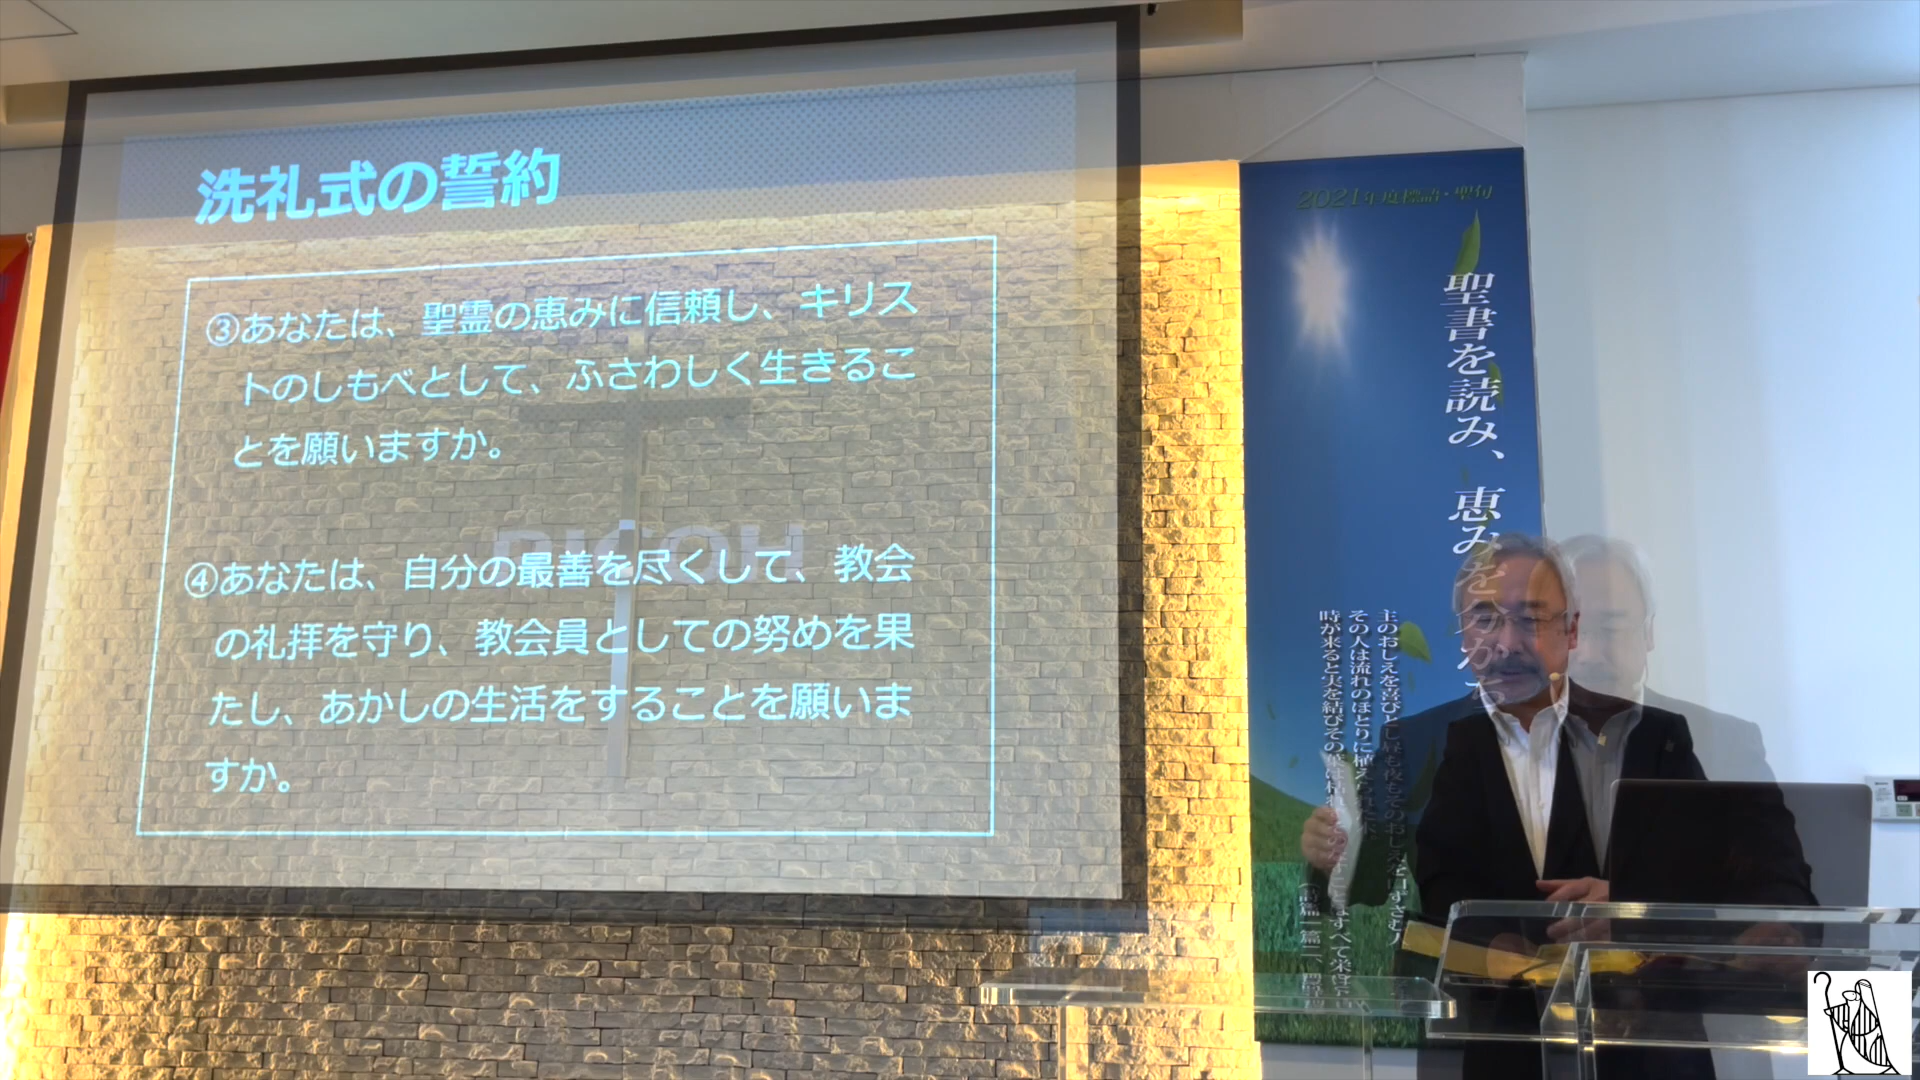 洗礼式の誓約
③あなたは、聖霊の恵みに信頼し、キリス
トのしもべとして、ふさわしく生きるこ
とを願いますか。
RICOH
④あなたは、自分の最善を尽くして、教会
の礼拝を守り、教会員としての努めを果
たし、あかしの生活をすることを願いま
すか。
2021年度標語・聖句
聖書を読み、恵みを分かち
主のおしえを喜びとし昼も夜もそのおしえを口ずさむ人
その人は流れのほとりに植えられた木
時が来ると実を結びその葉は枯れ